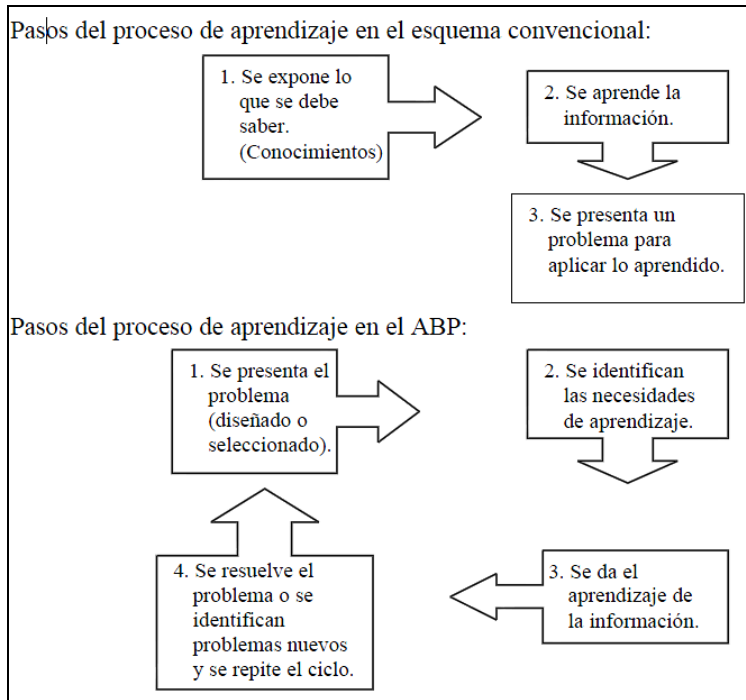 Pasos del proceso de aprendizaje en el esquema convencional:
1. Se expone lo
que se debe
saber.
(Conocimientos)
2. Se aprende la
información.
3. Se presenta un
problema para
aplicar lo aprendido.
Pasos del proceso de aprendizaje en el ABP:
1. Se presenta el
problema
(diseñado o
seleccionado).
2. Se identifican
las necesidades
de aprendizaje.
3. Se da el
aprendizaje de
la información.
4. Se resuelve el
problema o se
identifican
problemas nuevos
y se repite el ciclo.